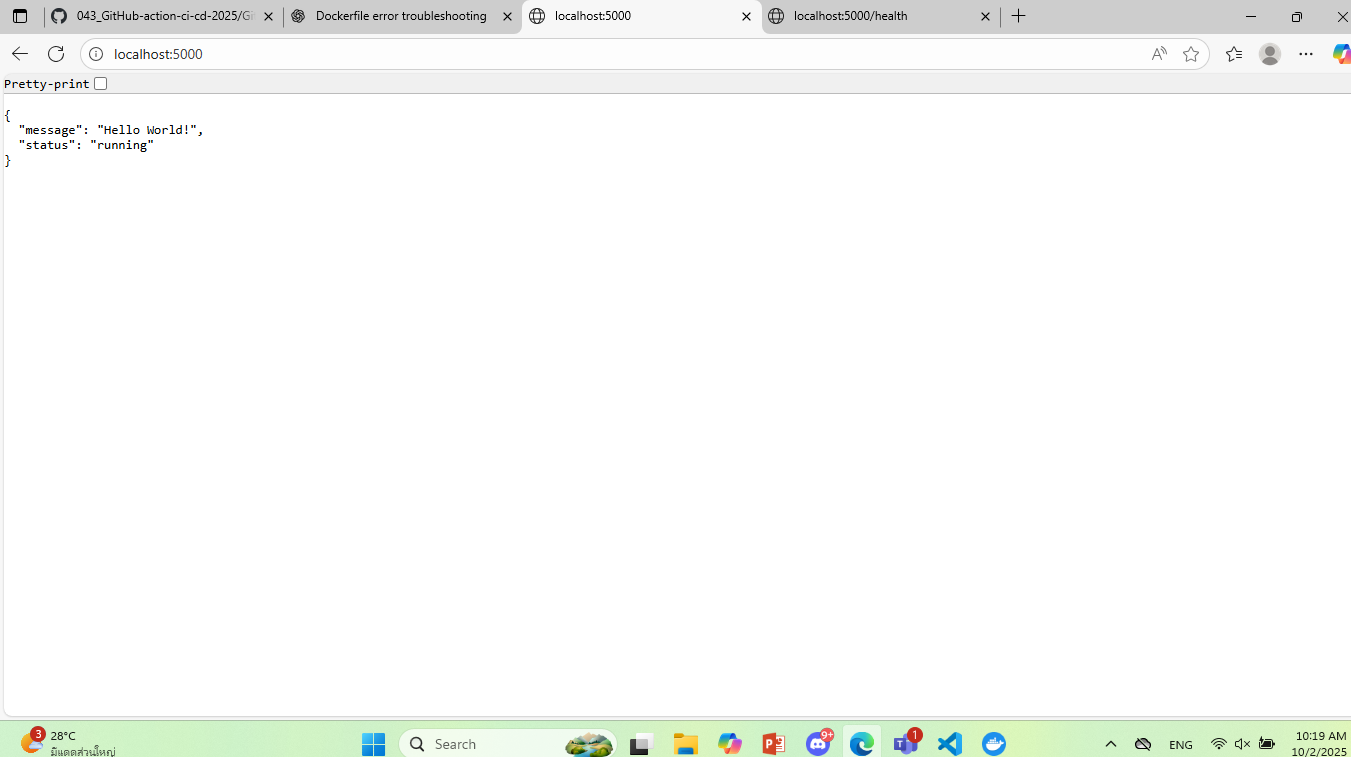 043_GitHub-action-ci-cd-2025/Gi
Dockerfile error troubleshooting
localhost:5000
localhost:5000/health
localhost:5000
Pretty-print
{
"message": "Hello World!",
"status": "running"
}
3
28°C
มีแดดส่วนใหญ่
Search
9+
1
ENG
10:19 AM
10/2/2025